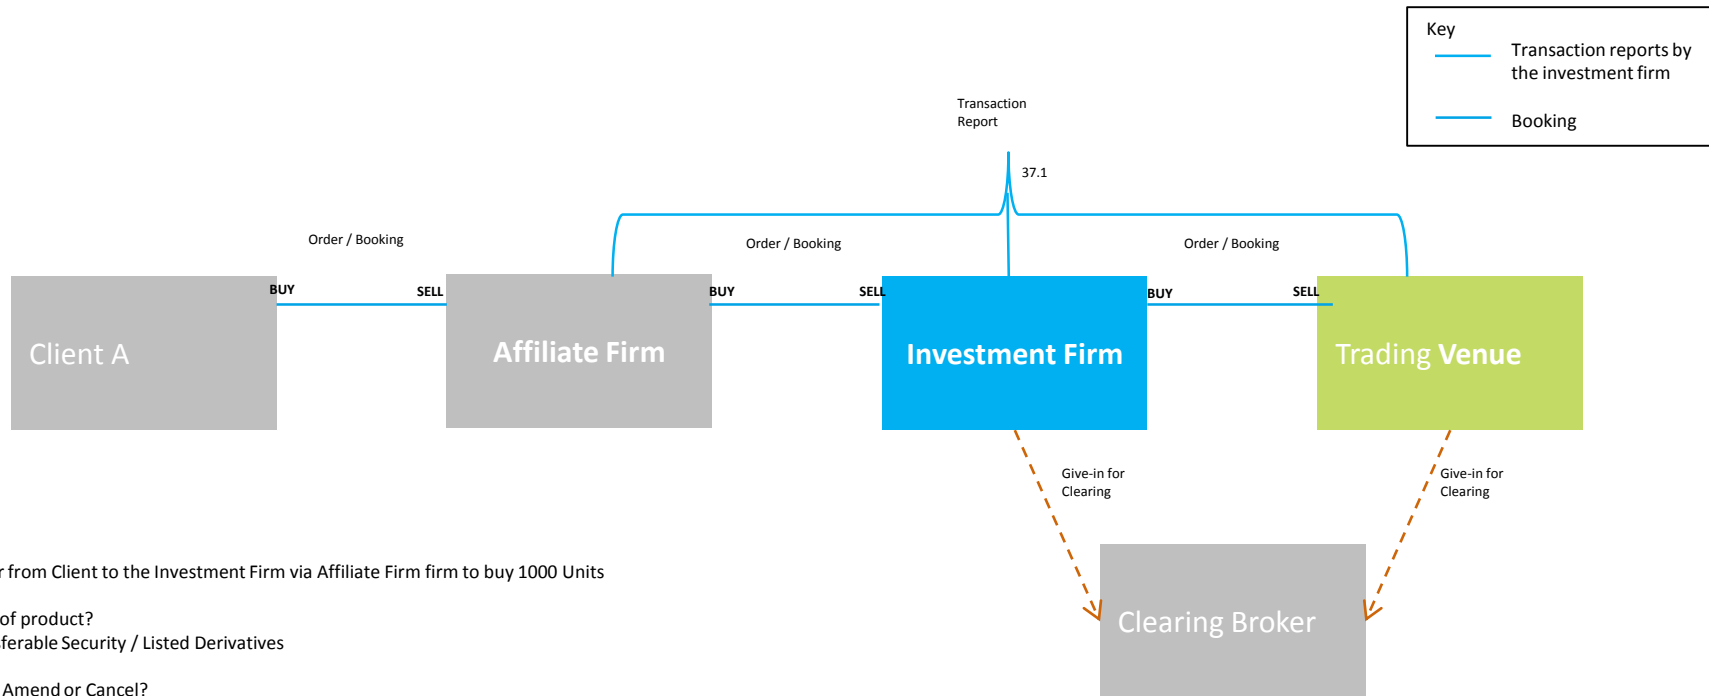 Key
Transaction reports by
the investment firm
Booking
Transaction
Report
37.1
Order / Booking
Order / Booking
Order / Booking
BUY
SELL
BUY
SELL
BUY
SELL
Client A
Affiliate Firm
Investment Firm
Trading Venue
Give-in for
Clearing
Give-in for
Clearing
Clearing Broker
from Client to the Investment Firm via Affiliate Firm firm to buy 1000 Units
of product?
sferable Security / Listed Derivatives
Amend or Cancel?